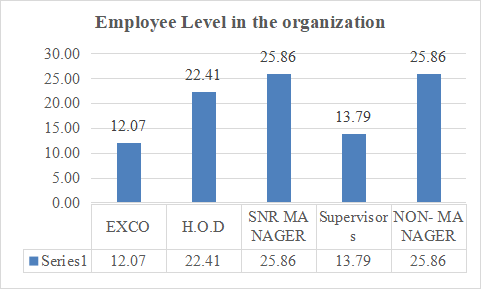 Employee Level in the organization
30.00
25.00
20.00
15.00
10.00
5.00
0.00
12.07
22.41
25.86
13.79
25.86
EXCO
H.O.D
SNR MA
NAGER
Supervisor
s
NON- MA
NAGER
Series1 12.07 22.41 25.86 13.79 25.86